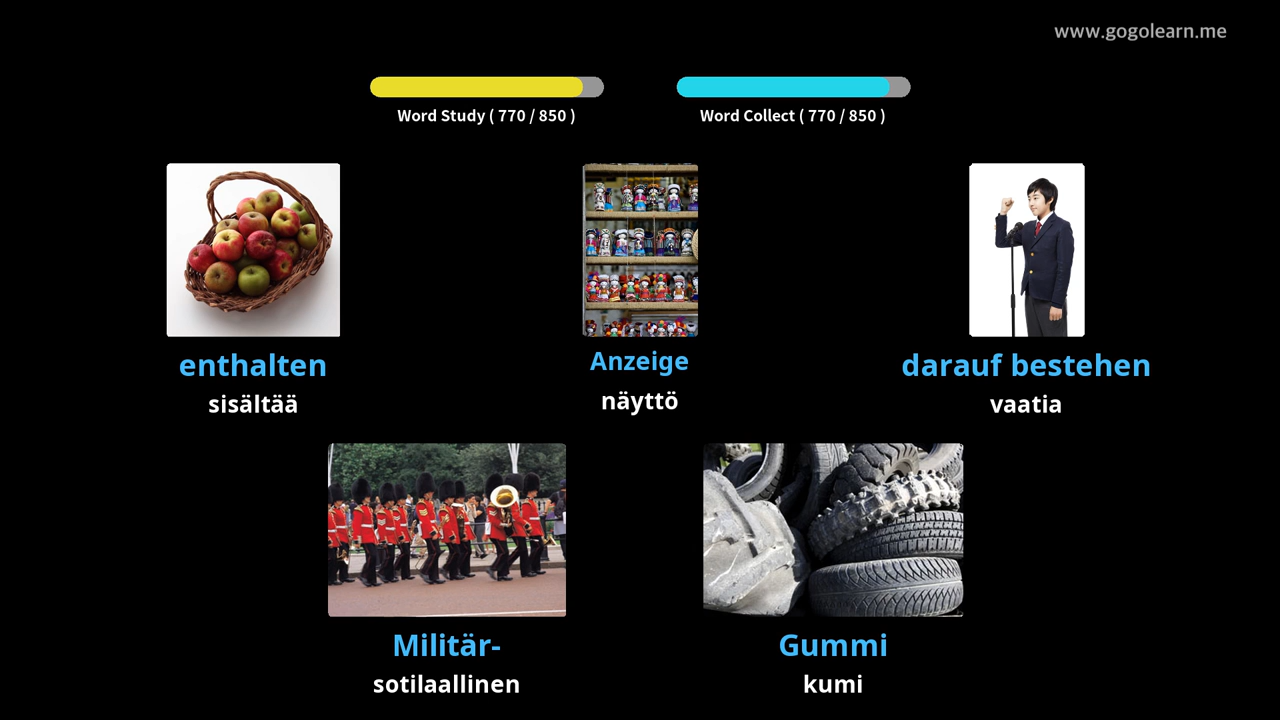 www.gogolearn.me
Word Study ( 770 / 850 )
Word Collect ( 770 / 850 )
enthalten
sisältää
Anzeige
näyttö
darauf bestehen
vaatia
Militär-
sotilaallinen
Gummi
kumi